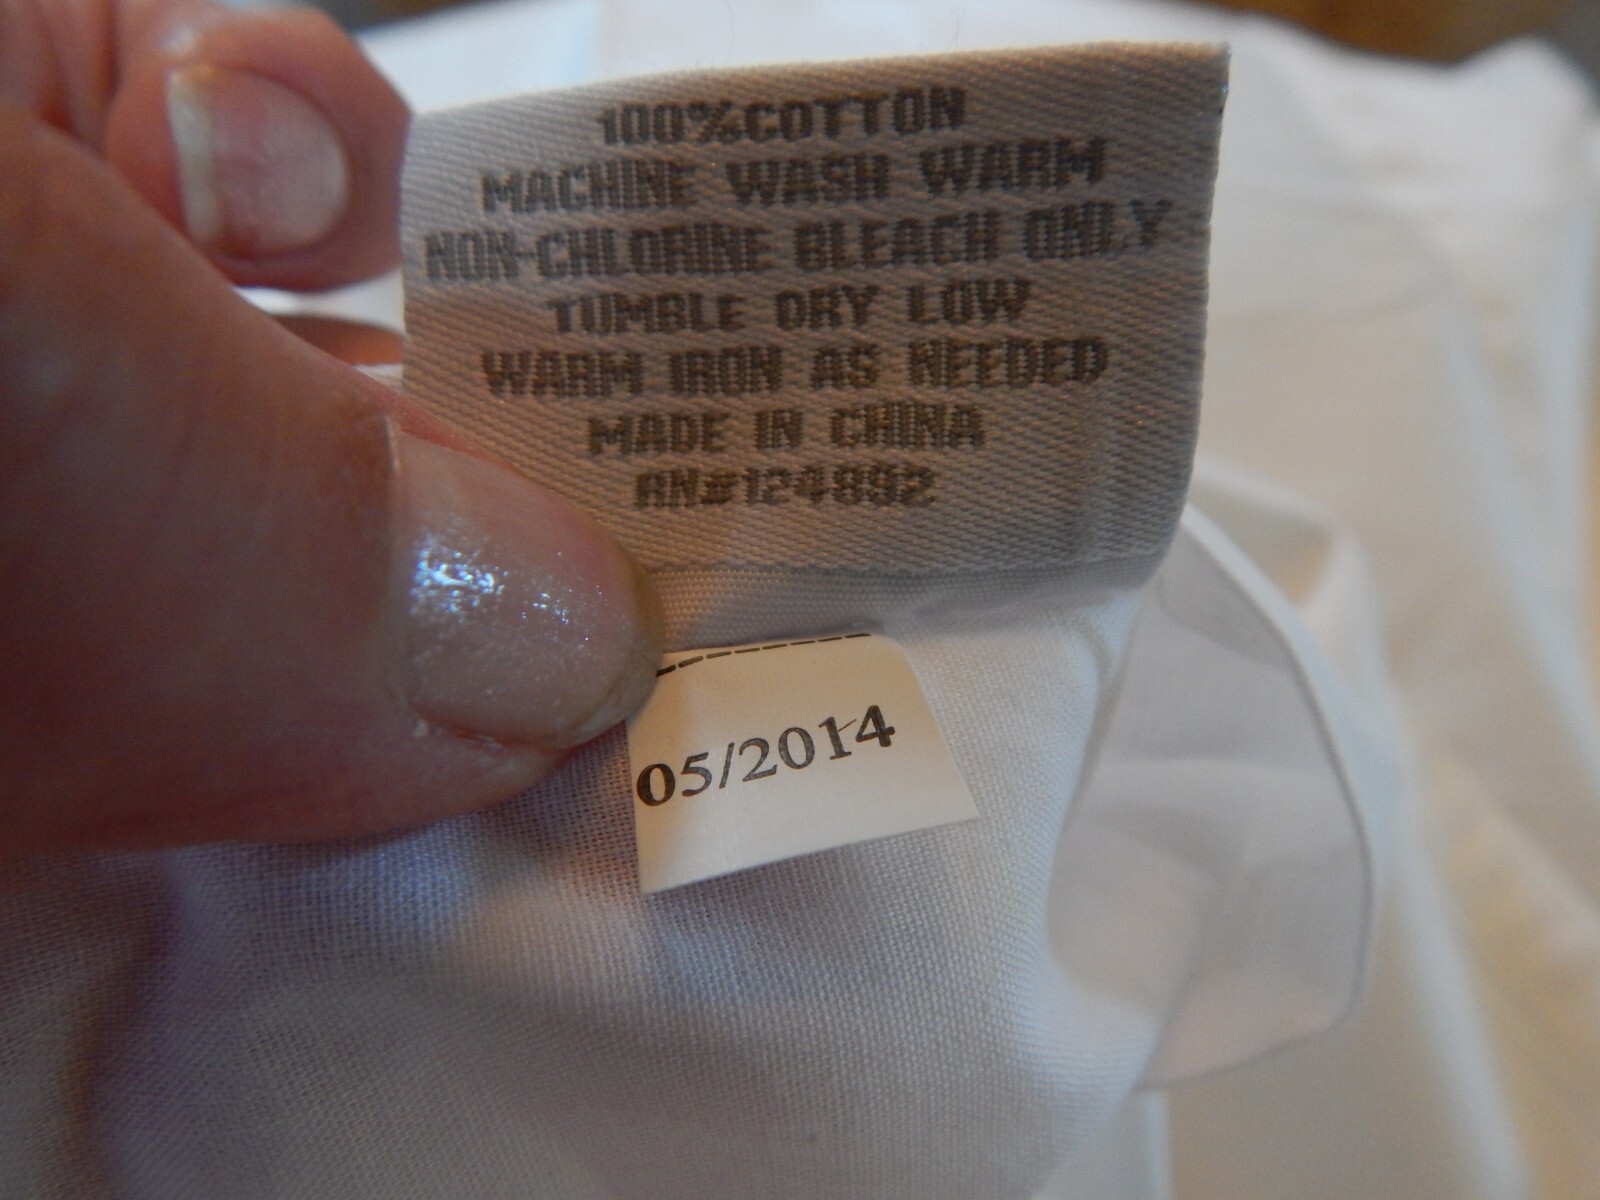 100%COTTON
MACHINE WASH WARM
NON-CHLORINE BLEACH ONLY
TUMBLE DRY LOW
WARM IRON AS NEEDED
MADE IN CHINA
RN#124892
05/2014